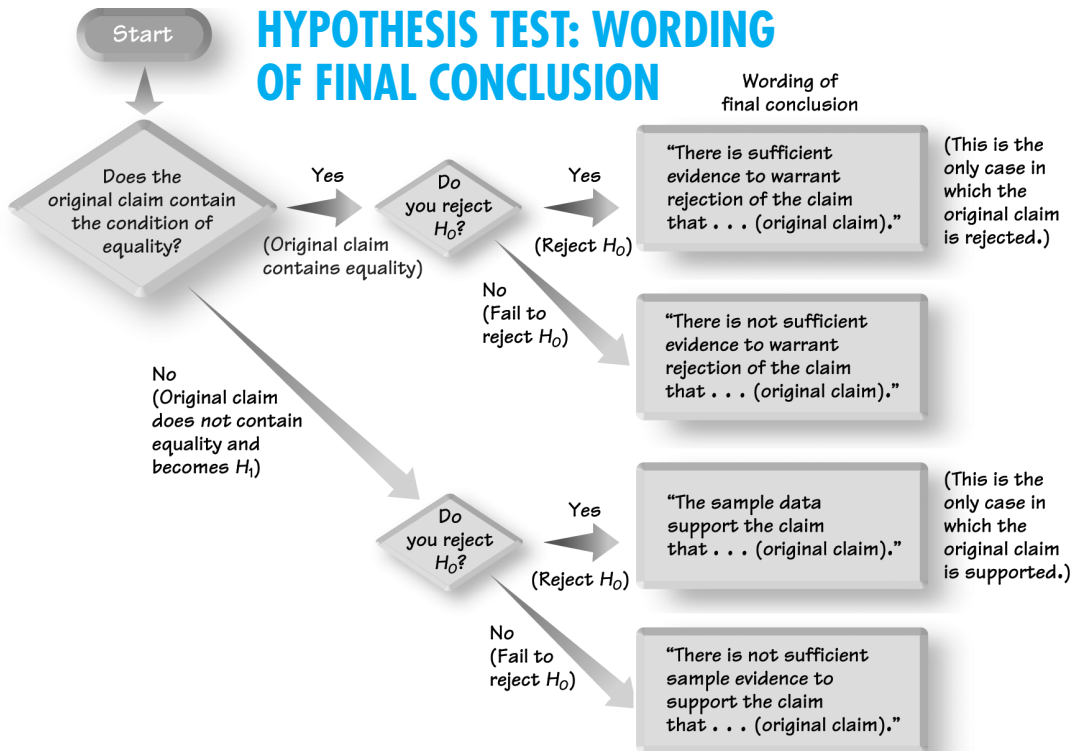 Start
HYPOTHESIS TEST: WORDING
OF FINAL CONCLUSION
Wording of
final conclusion
Does the
original claim contain
the condition of
equality?
Yes
(Original claim
contains equality)
Do
you reject
H0?
Yes
(Reject H0)
“There is sufficient
evidence to warrant
rejection of the claim
that . . . (original claim).”
(This is the
only case in
which the
original claim
is rejected.)
No
(Fail to
reject H0)
“There is not sufficient
evidence to warrant
rejection of the claim
that . . . (original claim).”
No
(Original claim
does not contain
equality and
becomes H1)
Do
you reject
H0?
Yes
(Reject H0)
“The sample data
support the claim
that . . . (original claim).”
(This is the
only case in
which the
original claim
is supported.)
No
(Fail to
reject H0)
“There is not sufficient
sample evidence to
support the claim
that . . . (original claim).”